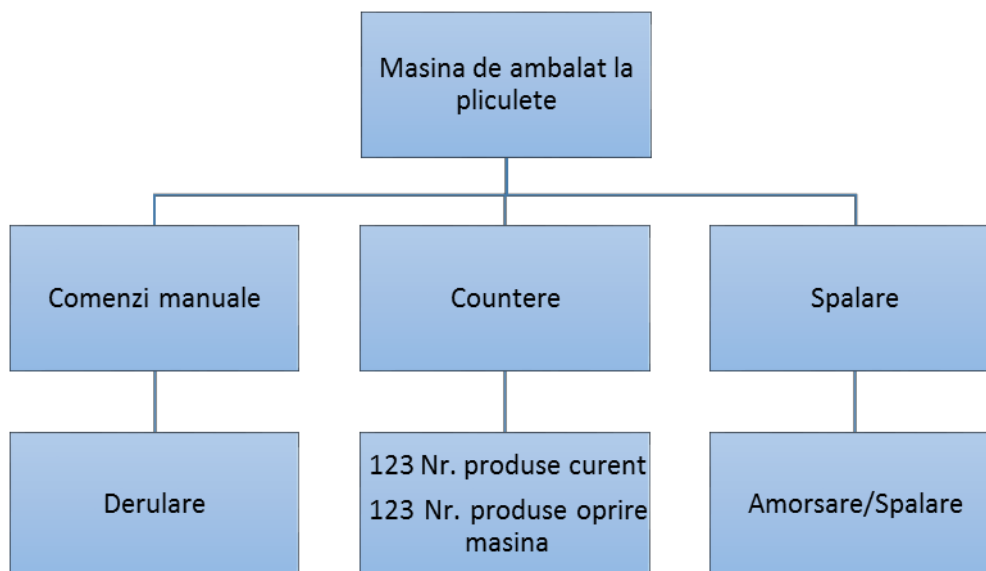 Masina de ambalat la
pliculete
Comenzi manuale
Countere
Spalare
Derulare
123 Nr. produse curent
123 Nr. produse oprire
masina
Amorsare/Spalare